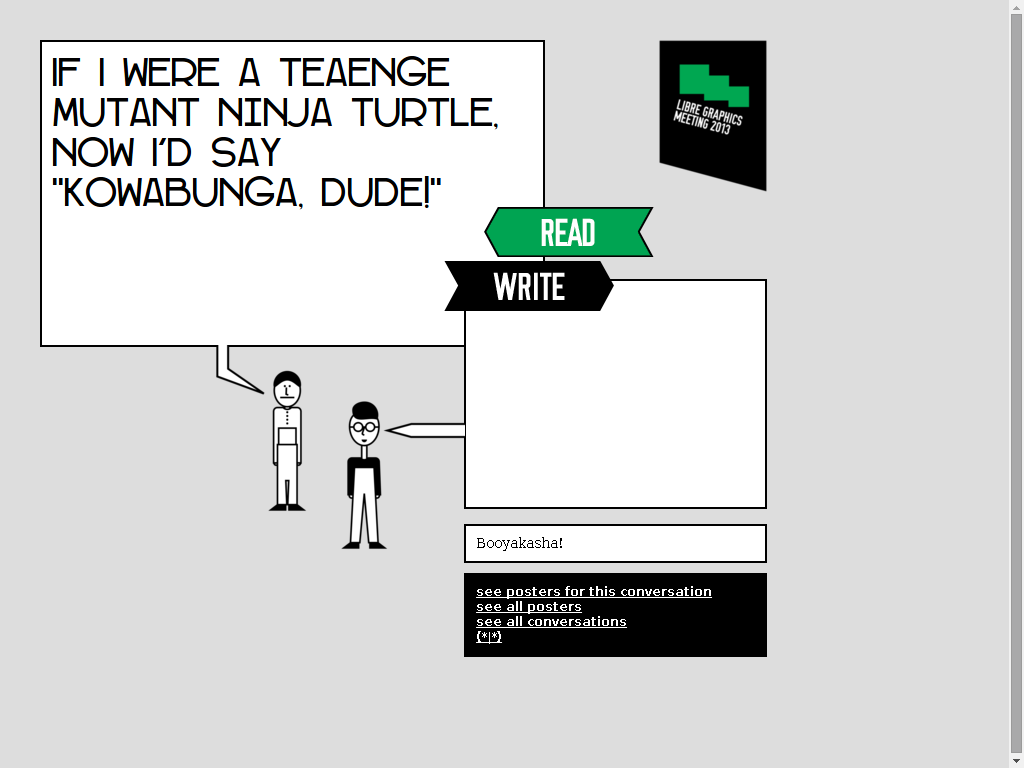 IF I WERE A TEAENGE
MUTANT NINJA TURTLE,
NOW I'D SAY
"KOWABUNGA, DUDE!"
LIBRE GRAPHICS
MEETING 2013
READ
WRITE
Booyakasha!
see posters for this conversation
see all posters
see all conversations
(*|*)